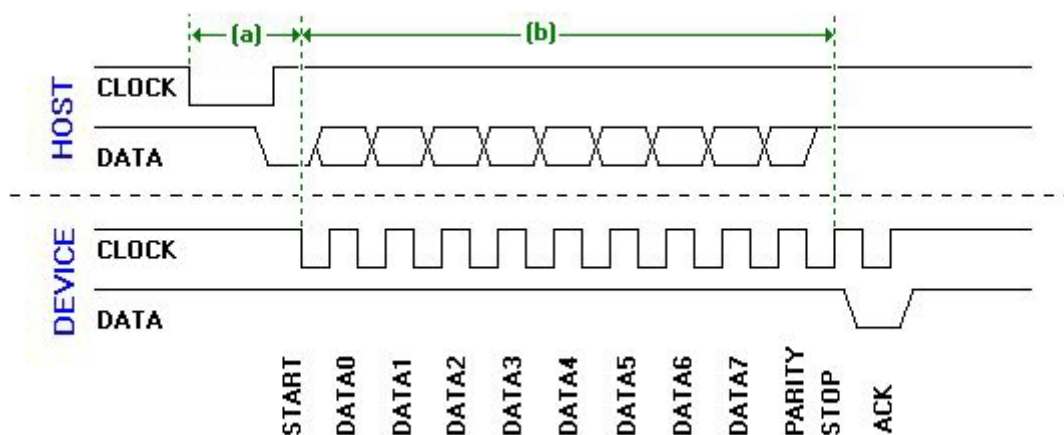 (a)
(b)
HOST
CLOCK
DATA
DEVICE
CLOCK
DATA
START
DATA0
DATA1
DATA2
DATA3
DATA4
DATA5
DATA6
DATA7
PARITY
STOP
ACK